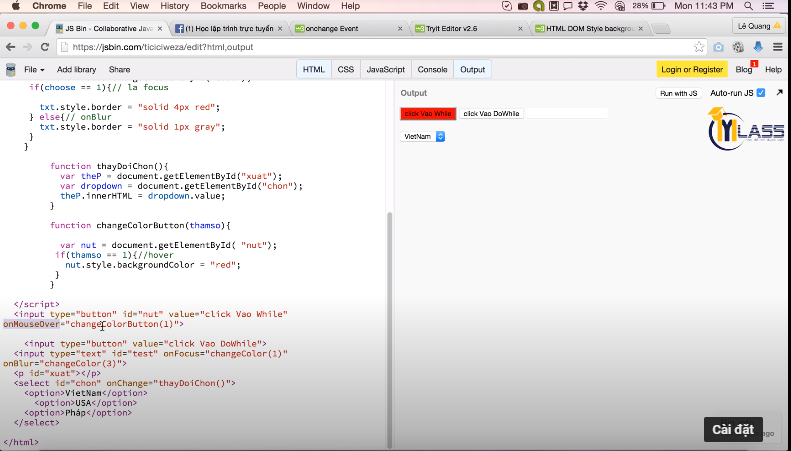 Chrome File Edit View History Bookmarks People Window Help 28% Mon 11:43 PM
JS Bin - Collaborative Java (1) Học lập trình trực tuyến onchange Event Tryit Editor v2.6 HTML DOM Style backgrou Lê Quang
https://jsbin.com/ticiciweza/edit?html,output
File Add library Share HTML CSS JavaScript Console Output Login or Register Blog 1 Help
if(choose == 1){// la focus
txt.style.border = "solid 4px red";
} else{// onBlur
txt.style.border = "solid 1px gray";
}
}
function thayDoiChon(){
var theP = document.getElementById("xuat");
var dropdown = document.getElementById("chon");
theP.innerHTML = dropdown.value;
}
function changeColorButton(thamso){
var nut = document.getElementById( "nut");
if(thamso == 1){//hover
nut.style.backgroundColor = "red";
}
}
</script>
<input type="button" id="nut" value="click Vao While"
onMouseOver="changeColorButton(1)">
<input type="button" value="click Vao DoWhile">
<input type="text" id="test" onFocus="changeColor(1)"
onBlur="changeColor(3)">
<p id="xuat"></p>
<select id="chon" onChange="thayDoiChon()">
<option>VietNam</option>
<option>USA</option>
<option>Pháp</option>
</select>
</html>
Output Run with JS Auto-run JS
click Vao While click Vao DoWhile
VietNam
YCLASS
Cài đặt
ago